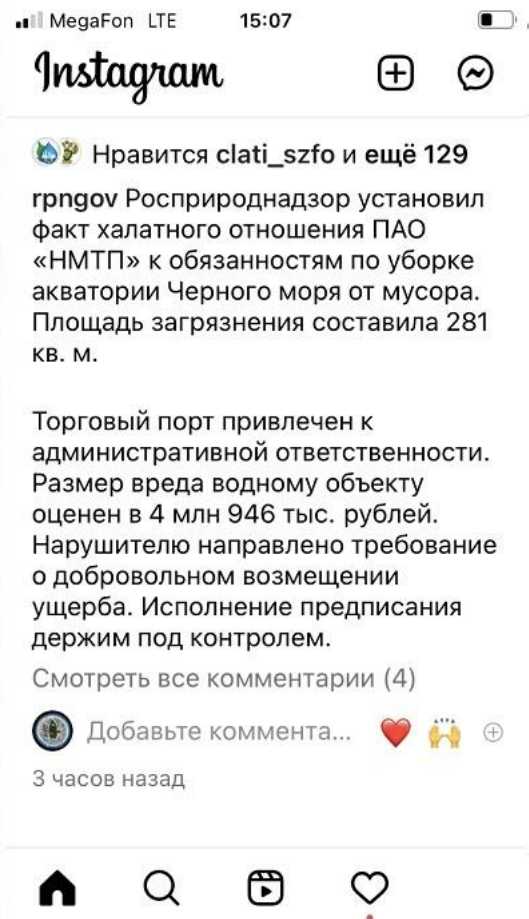 MegaFon LTE 15:07
Instagram
Нравится clati_szfo и ещё 129
rpngov Росприроднадзор установил
факт халатного отношения ПАО
«НМТП» к обязанностям по уборке
акватории Черного моря от мусора.
Площадь загрязнения составила 281
кв. м.
Торговый порт привлечен к
административной ответственности.
Размер вреда водному объекту
оценен в 4 млн 946 тыс. рублей.
Нарушителю направлено требование
о добровольном возмещении
ущерба. Исполнение предписания
держим под контролем.
Смотреть все комментарии (4)
Добавьте коммента...
3 часов назад